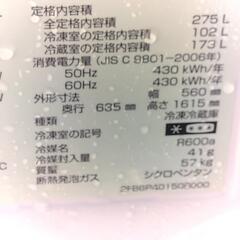 定格内容積
全定格内容積 275 L
冷凍室の定格内容積 102 L
冷蔵室の定格内容積 173 L
消費電力量 (JIS C 9801-2006年)
50Hz 430 kWh/年
60Hz 430 kWh/年
外形寸法 幅 560 mm
奥行 635 mm 高さ 1615 mm
種類 冷凍冷蔵庫
冷凍室の記号
冷媒名 R600a
冷媒封入量 41 g
質量 57 kg
断熱発泡ガス シクロペンタン